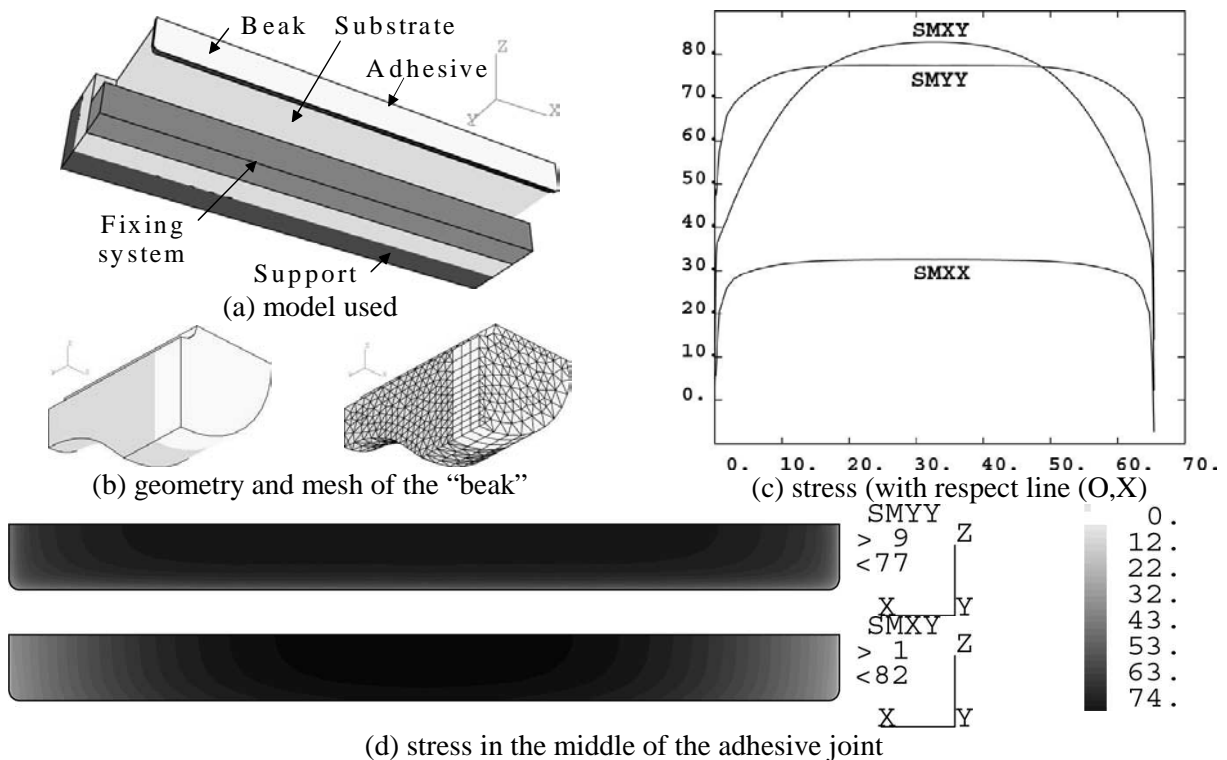 Beak Substrate
Adhesive
Z
X
Y
Fixing
system
Support
(a) model used
(b) geometry and mesh of the “beak”
SMXY
SMYY
SMXX
80.
70.
60.
50.
40.
30.
20.
10.
0.
0. 10. 20. 30. 40. 50. 60. 70.
(c) stress (with respect line (O,X)
SMYY
> 9
<77
Z
X Y
SMXY
> 1
<82
Z
X Y
0.
12.
22.
32.
43.
53.
63.
74.
(d) stress in the middle of the adhesive joint